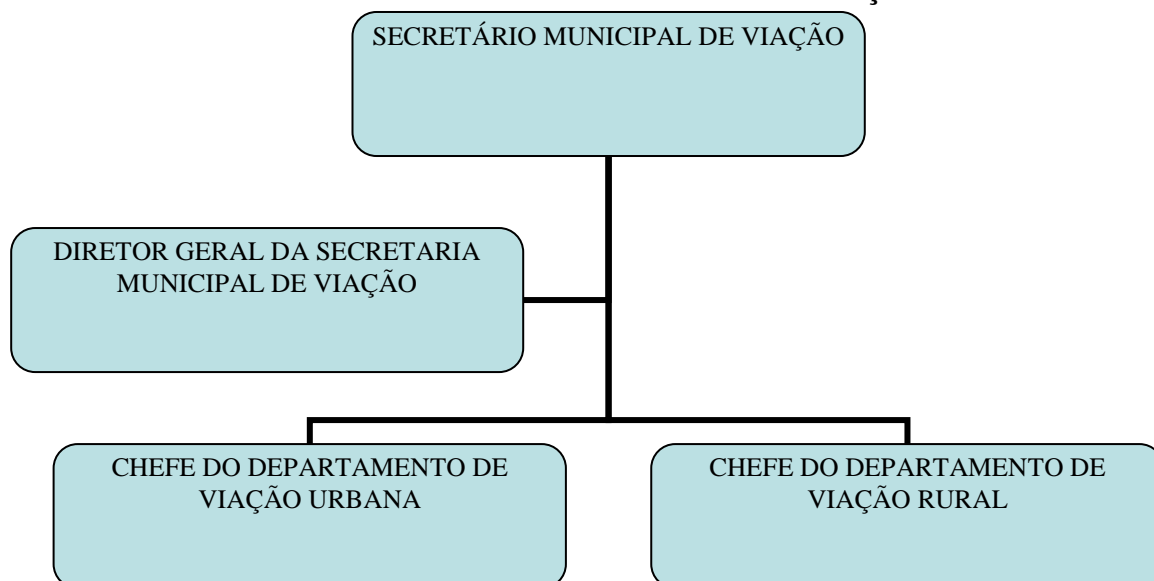 SECRETÁRIO MUNICIPAL DE VIAÇÃO
DIRETOR GERAL DA SECRETARIA
MUNICIPAL DE VIAÇÃO
CHEFE DO DEPARTAMENTO DE
VIAÇÃO URBANA
CHEFE DO DEPARTAMENTO DE
VIAÇÃO RURAL